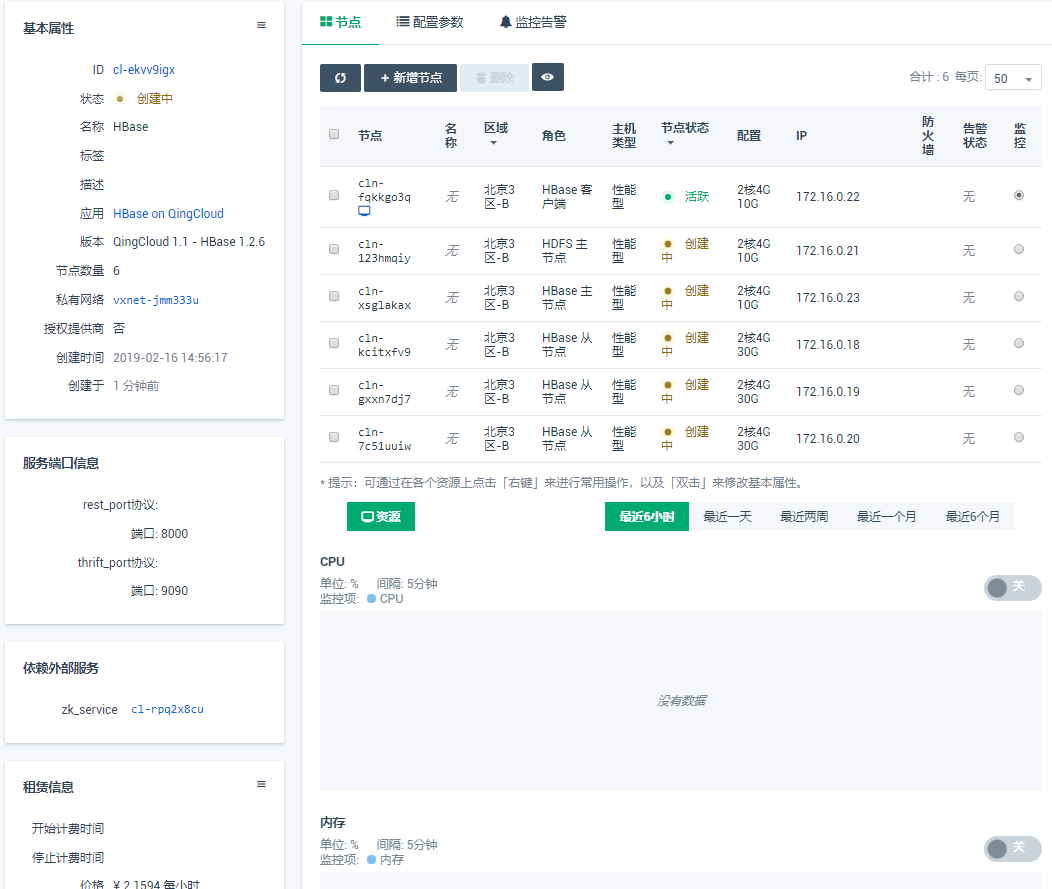 基本属性
ID cl-ekvv9igx
状态 创建中
名称 HBase
标签
描述
应用 HBase on QingCloud
版本 QingCloud 1.1 - HBase 1.2.6
节点数量 6
私有网络 vxnet-jmm333u
授权提供商 否
创建时间 2019-02-16 14:56:17
创建于 1 分钟前
服务端口信息
rest_port协议:
端口: 8000
thrift_port协议:
端口: 9090
依赖外部服务
zk_service cl-rpq2x8cu
租赁信息
开始计费时间
停止计费时间
价格 ¥ 2.1594 每小时
节点 配置参数 监控告警
+ 新增节点 删除 合计 : 6 每页: 50
节点 名称 区域 角色 主机类型 节点状态 配置 IP 防火墙 告警状态 监控
cln-fqkkgo3q 无 北京3区-B HBase 客户端 性能型 活跃 2核4G 10G 172.16.0.22 无
cln-123hmqiy 无 北京3区-B HDFS 主节点 性能型 创建中 2核4G 10G 172.16.0.21 无
cln-xsglakax 无 北京3区-B HBase 主节点 性能型 创建中 2核4G 10G 172.16.0.23 无
cln-kcitxfv9 无 北京3区-B HBase 从节点 性能型 创建中 2核4G 30G 172.16.0.18 无
cln-gxxn7dj7 无 北京3区-B HBase 从节点 性能型 创建中 2核4G 30G 172.16.0.19 无
cln-7c51uuiw 无 北京3区-B HBase 从节点 性能型 创建中 2核4G 30G 172.16.0.20 无
* 提示：可通过在各个资源上点击「右键」来进行常用操作，以及「双击」来修改基本属性。
资源 最近6小时 最近一天 最近两周 最近一个月 最近6个月
CPU
单位: % 间隔: 5分钟
监控项: CPU
关
没有数据
内存
单位: % 间隔: 5分钟
监控项: 内存
关